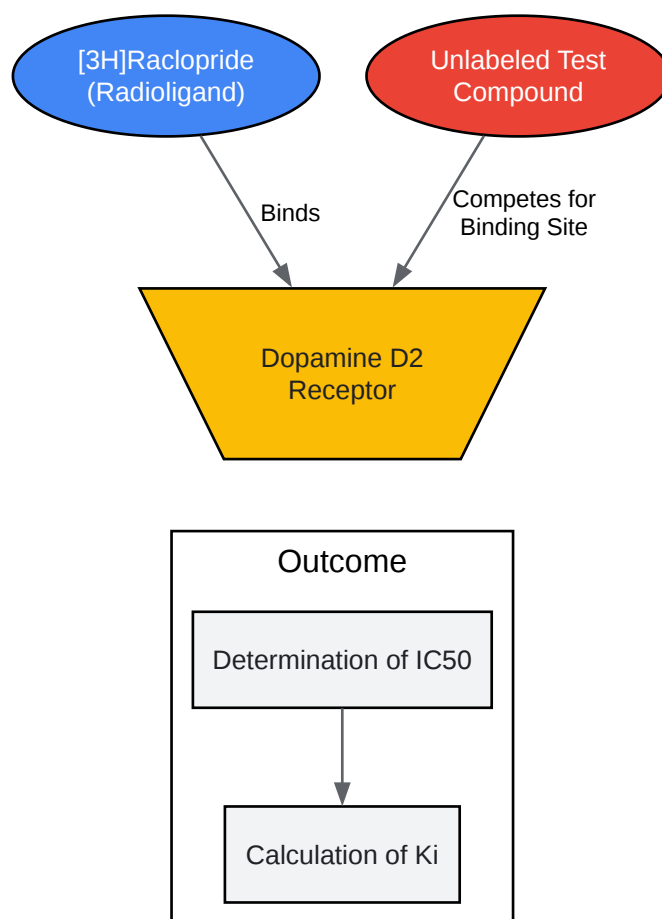 [3H]Raclopride
(Radioligand)
Unlabeled Test
Compound
Binds
Competes for
Binding Site
Dopamine D2
Receptor
Outcome
Determination of IC50
Calculation of Ki